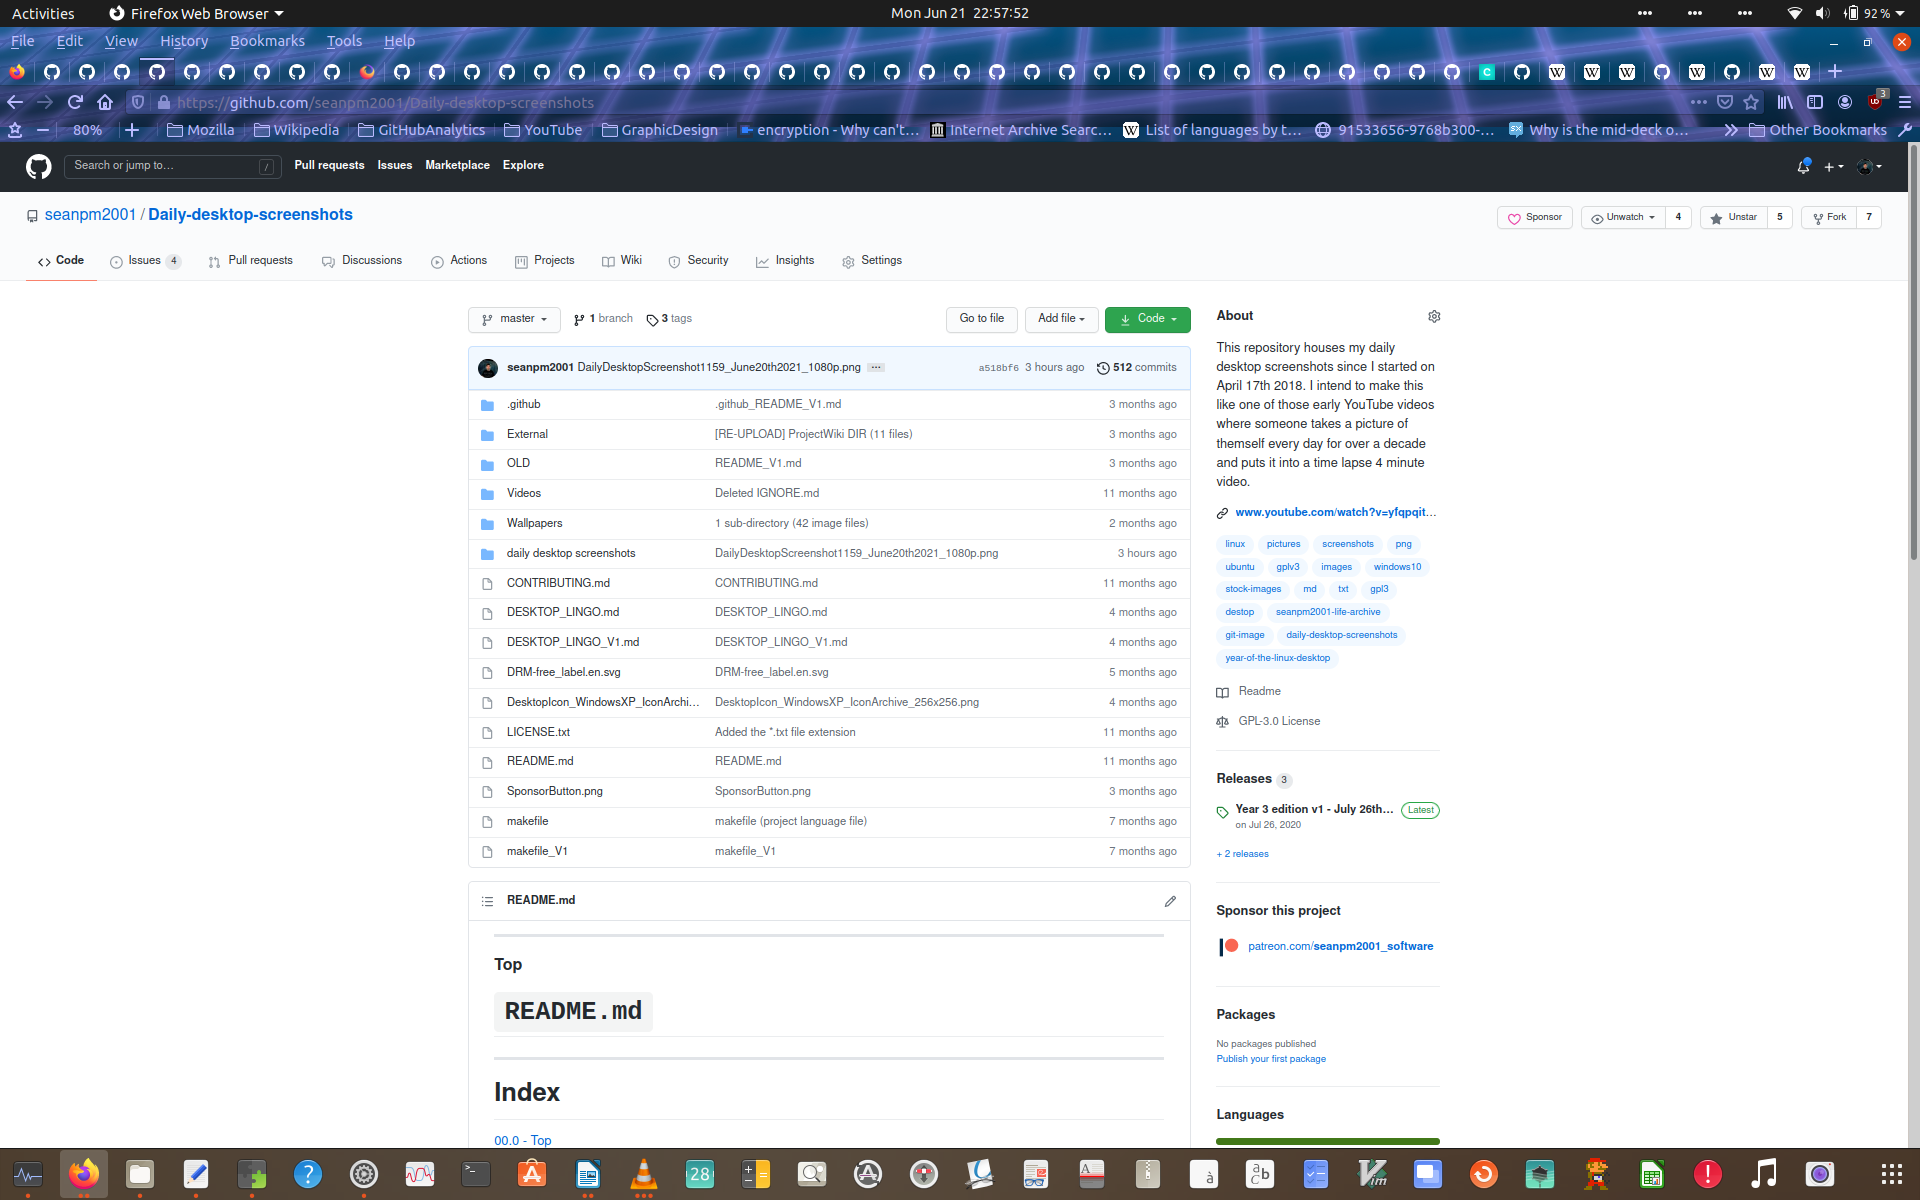 Activities
Firefox Web Browser
Mon Jun 21 22:57:52
92 %
File Edit View History Bookmarks Tools Help
https://github.com/seanpm2001/Daily-desktop-screenshots
3
80%
Mozilla
Wikipedia
GitHubAnalytics
YouTube
GraphicDesign
encryption - Why can't…
Internet Archive Searc…
List of languages by t…
91533656-9768b300-…
Why is the mid-deck o…
Other Bookmarks
Search or jump to…
/
Pull requests Issues Marketplace Explore
seanpm2001 / Daily-desktop-screenshots
Sponsor
Unwatch 4
Unstar 5
Fork 7
Code
Issues 4
Pull requests
Discussions
Actions
Projects
Wiki
Security
Insights
Settings
master
1 branch
3 tags
Go to file
Add file
Code
seanpm2001 DailyDesktopScreenshot1159_June20th2021_1080p.png
a518bf6 3 hours ago
512 commits
.github .github_README_V1.md 3 months ago
External [RE-UPLOAD] ProjectWiki DIR (11 files) 3 months ago
OLD README_V1.md 3 months ago
Videos Deleted IGNORE.md 11 months ago
Wallpapers 1 sub-directory (42 image files) 2 months ago
daily desktop screenshots DailyDesktopScreenshot1159_June20th2021_1080p.png 3 hours ago
CONTRIBUTING.md CONTRIBUTING.md 11 months ago
DESKTOP_LINGO.md DESKTOP_LINGO.md 4 months ago
DESKTOP_LINGO_V1.md DESKTOP_LINGO_V1.md 4 months ago
DRM-free_label.en.svg DRM-free_label.en.svg 5 months ago
DesktopIcon_WindowsXP_IconArchi… DesktopIcon_WindowsXP_IconArchive_256x256.png 4 months ago
LICENSE.txt Added the *.txt file extension 11 months ago
README.md README.md 11 months ago
SponsorButton.png SponsorButton.png 3 months ago
makefile makefile (project language file) 7 months ago
makefile_V1 makefile_V1 7 months ago
README.md
Top
README.md
Index
00.0 - Top
About
This repository houses my daily
desktop screenshots since I started on
April 17th 2018. I intend to make this
like one of those early YouTube videos
where someone takes a picture of
themself every day for over a decade
and puts it into a time lapse 4 minute
video.
www.youtube.com/watch?v=yfqpqit…
linux pictures screenshots png
ubuntu gplv3 images windows10
stock-images md txt gpl3
destop seanpm2001-life-archive
git-image daily-desktop-screenshots
year-of-the-linux-desktop
Readme
GPL-3.0 License
Releases 3
Year 3 edition v1 - July 26th… Latest
on Jul 26, 2020
+ 2 releases
Sponsor this project
patreon.com/seanpm2001_software
Packages
No packages published
Publish your first package
Languages
28